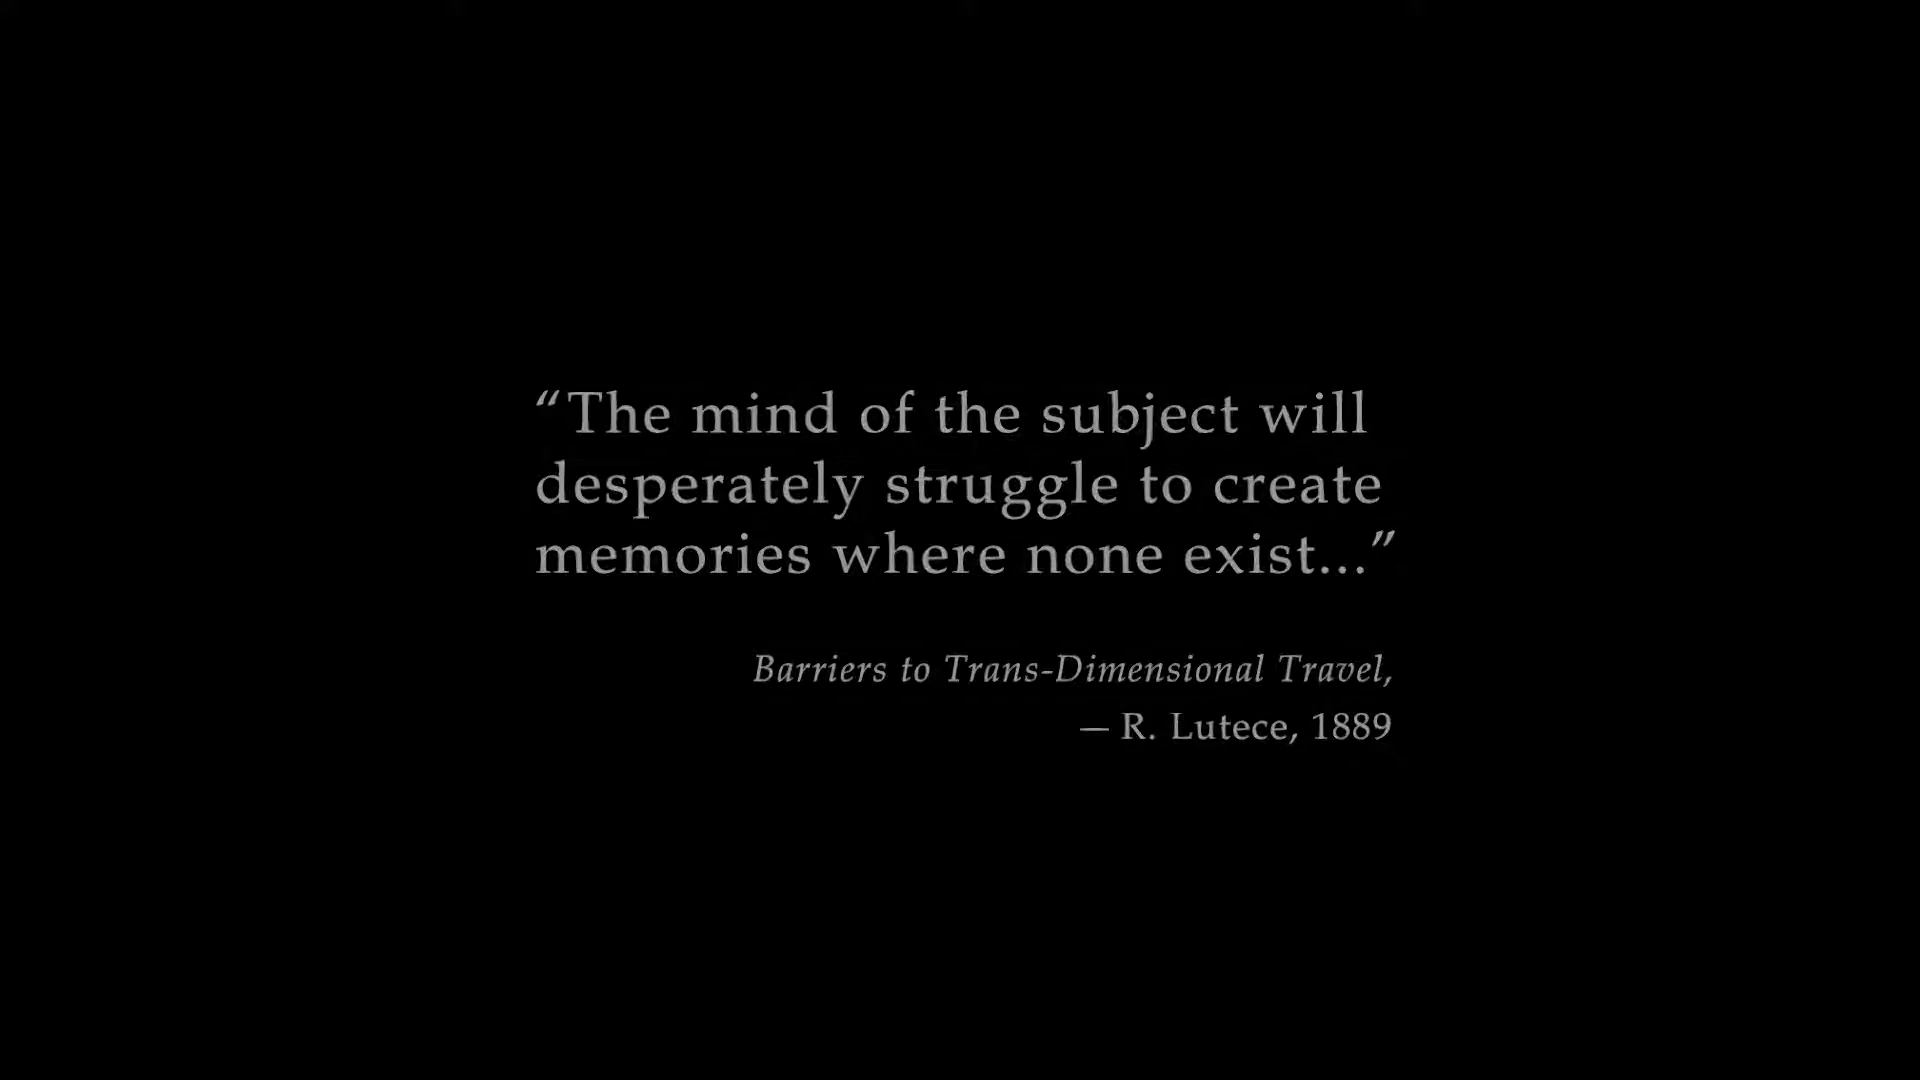 “The mind of the subject will
desperately struggle to create
memories where none exist...”
Barriers to Trans-Dimensional Travel,
— R. Lutece, 1889